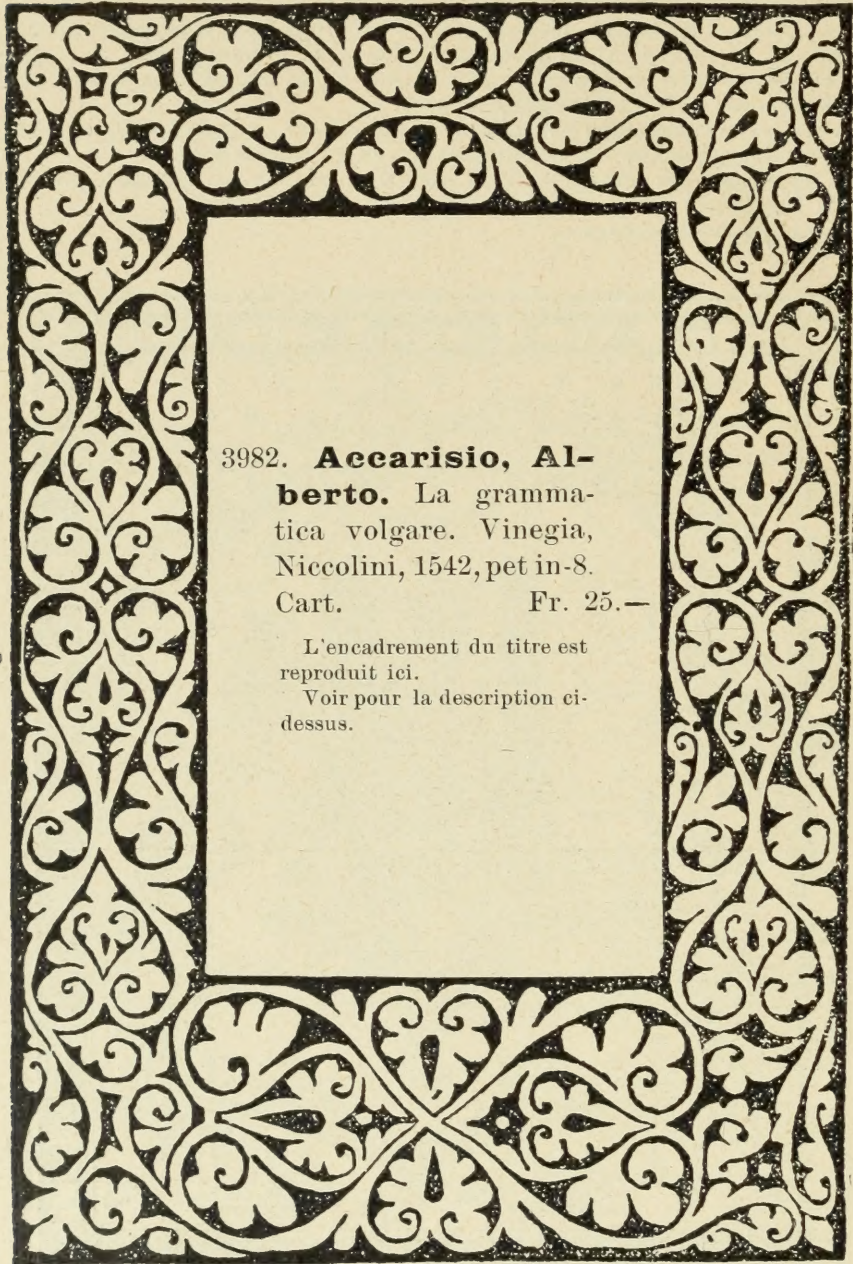 3982. Accarisio, Al-
berto. La gramma-
tica volgare. Vinegia,
Niccolini, 1542, pet in-8.
Cart. Fr. 25.—
L'encadrement du titre est
reproduit ici.
Voir pour la description ci-
dessus.